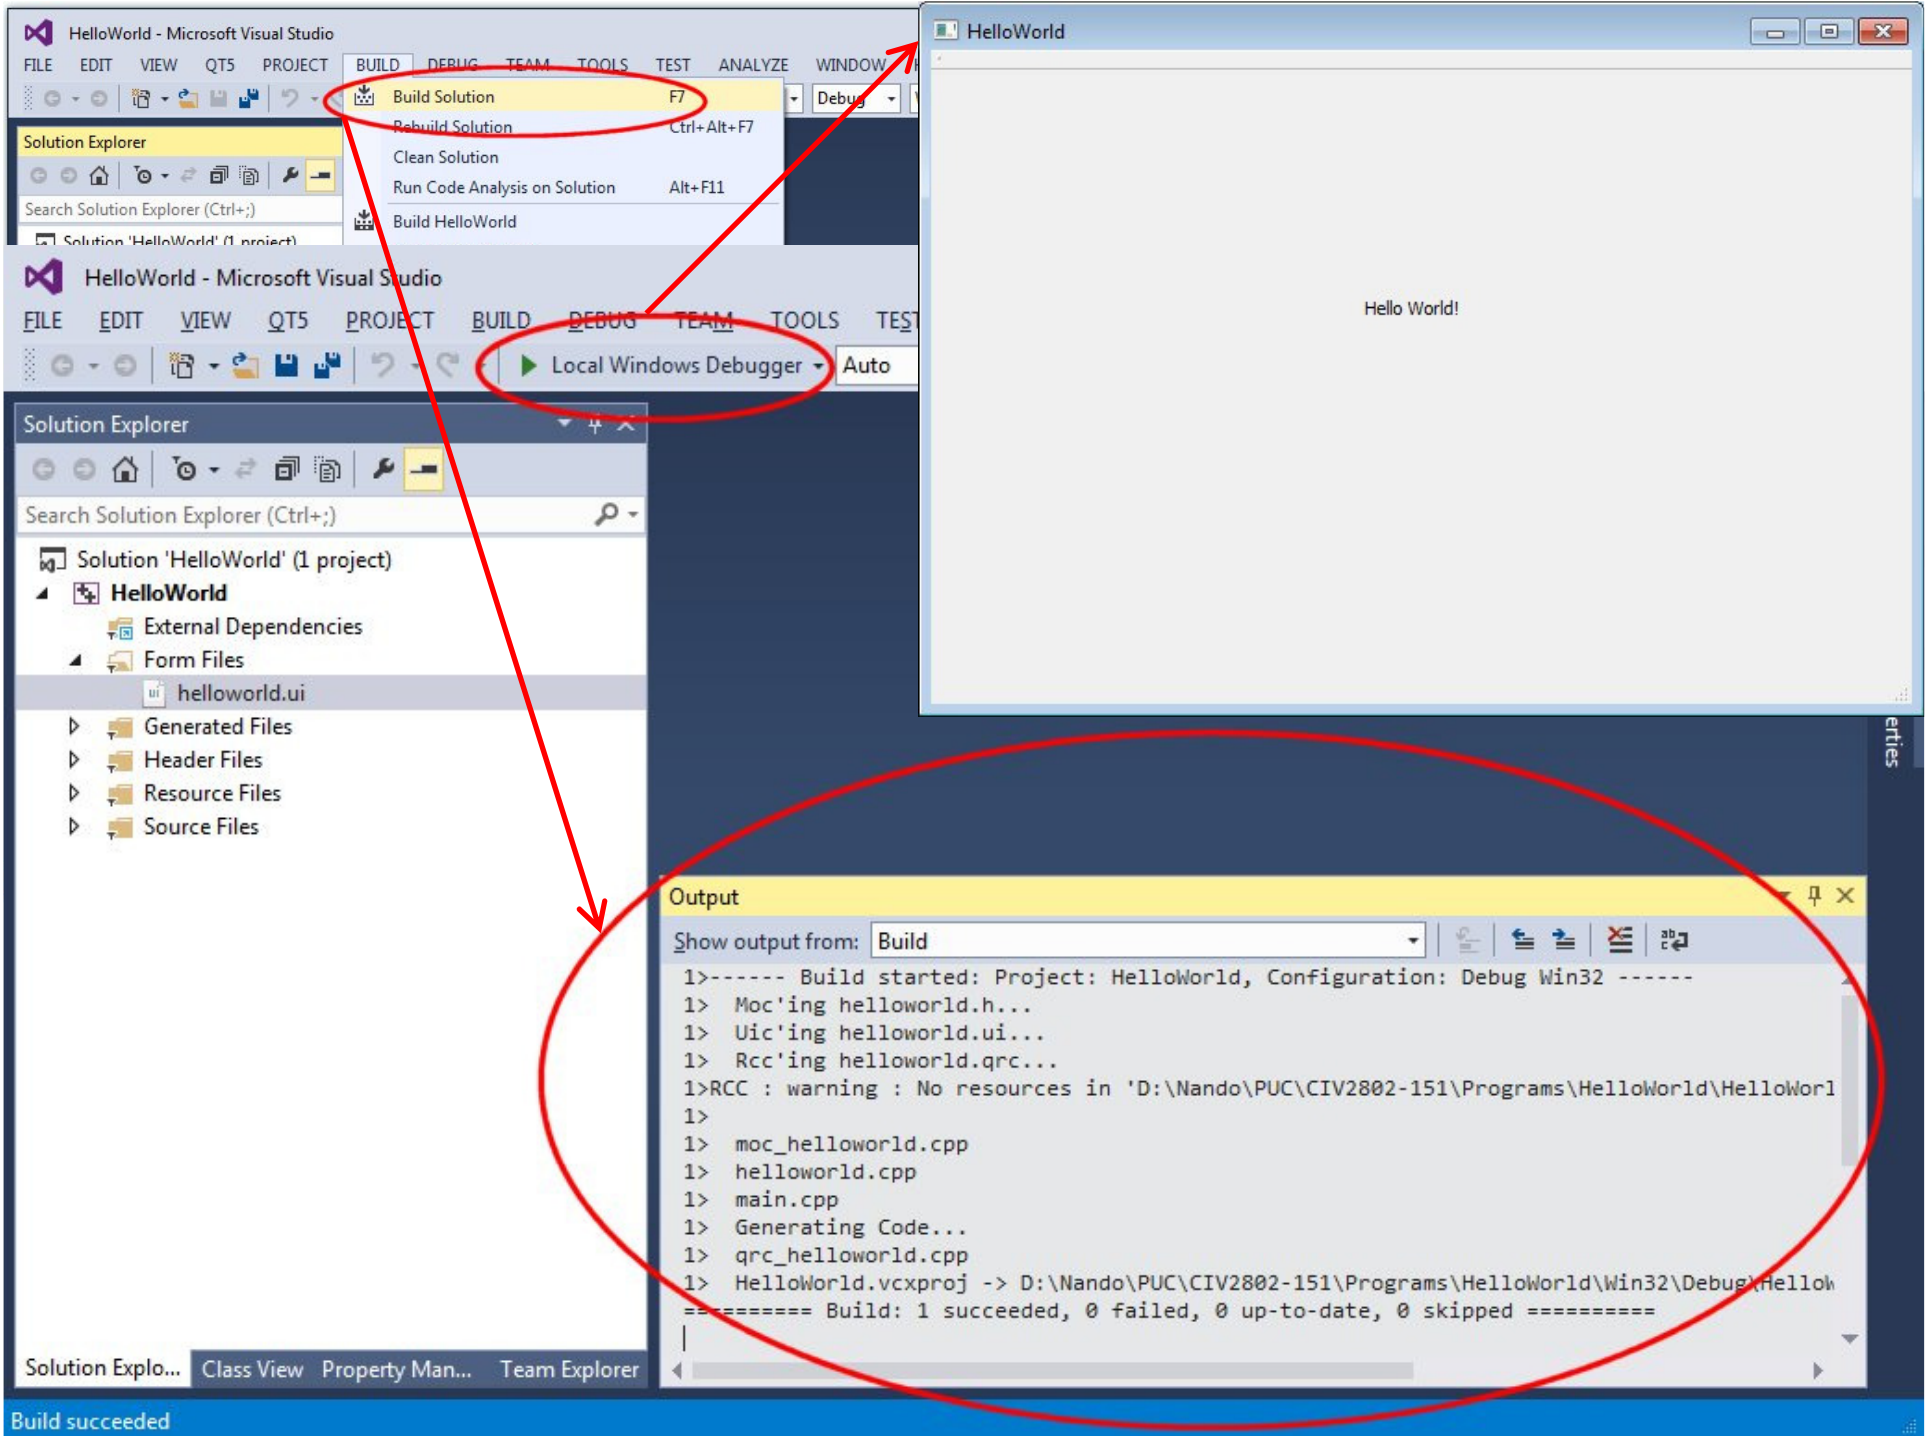 HelloWorld - Microsoft Visual Studio
FILE EDIT VIEW QT5 PROJECT BUILD DEBUG TEAM TOOLS TEST ANALYZE WINDOW
Build Solution F7
Debug
Rebuild Solution Ctrl+Alt+F7
Solution Explorer
Clean Solution
Run Code Analysis on Solution Alt+F11
Search Solution Explorer (Ctrl+;)
Build HelloWorld
Solution 'HelloWorld' (1 project)
HelloWorld
Hello World!
HelloWorld - Microsoft Visual Studio
FILE EDIT VIEW QT5 PROJECT BUILD DEBUG TEAM TOOLS TEST
Local Windows Debugger Auto
Solution Explorer
Search Solution Explorer (Ctrl+;)
Solution 'HelloWorld' (1 project)
HelloWorld
External Dependencies
Form Files
ui helloworld.ui
Generated Files
Header Files
Resource Files
Source Files
erties
Output
Show output from: Build
1>------ Build started: Project: HelloWorld, Configuration: Debug Win32 ------
1> Moc'ing helloworld.h...
1> Uic'ing helloworld.ui...
1> Rcc'ing helloworld.qrc...
1>RCC : warning : No resources in 'D:\Nando\PUC\CIV2802-151\Programs\HelloWorld\HelloWorl
1>
1> moc_helloworld.cpp
1> helloworld.cpp
1> main.cpp
1> Generating Code...
1> qrc_helloworld.cpp
1> HelloWorld.vcxproj -> D:\Nando\PUC\CIV2802-151\Programs\HelloWorld\Win32\Debug\HelloW
========== Build: 1 succeeded, 0 failed, 0 up-to-date, 0 skipped ==========
Solution Explo... Class View Property Man... Team Explorer
Build succeeded